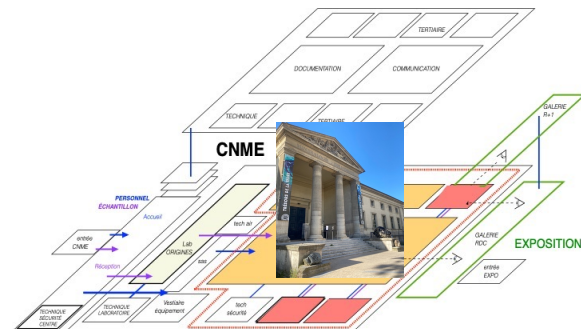 TERTIAIRE
DOCUMENTATION
COMMUNICATION
TECHNIQUE
TERTIAIRE
GALERIE
R+1
CNME
PERSONNEL
ÉCHANTILLON
Accueil
entrée
CNME
Lab
ORIGINES
tech air
sas
Réception
GALERIE
RDC
EXPOSITION
entrée
EXPO
TECHNIQUE
SÉCURITÉ
CENTRE
TECHNIQUE
LABORATOIRE
Vestiaire
équipement
tech
sécurité